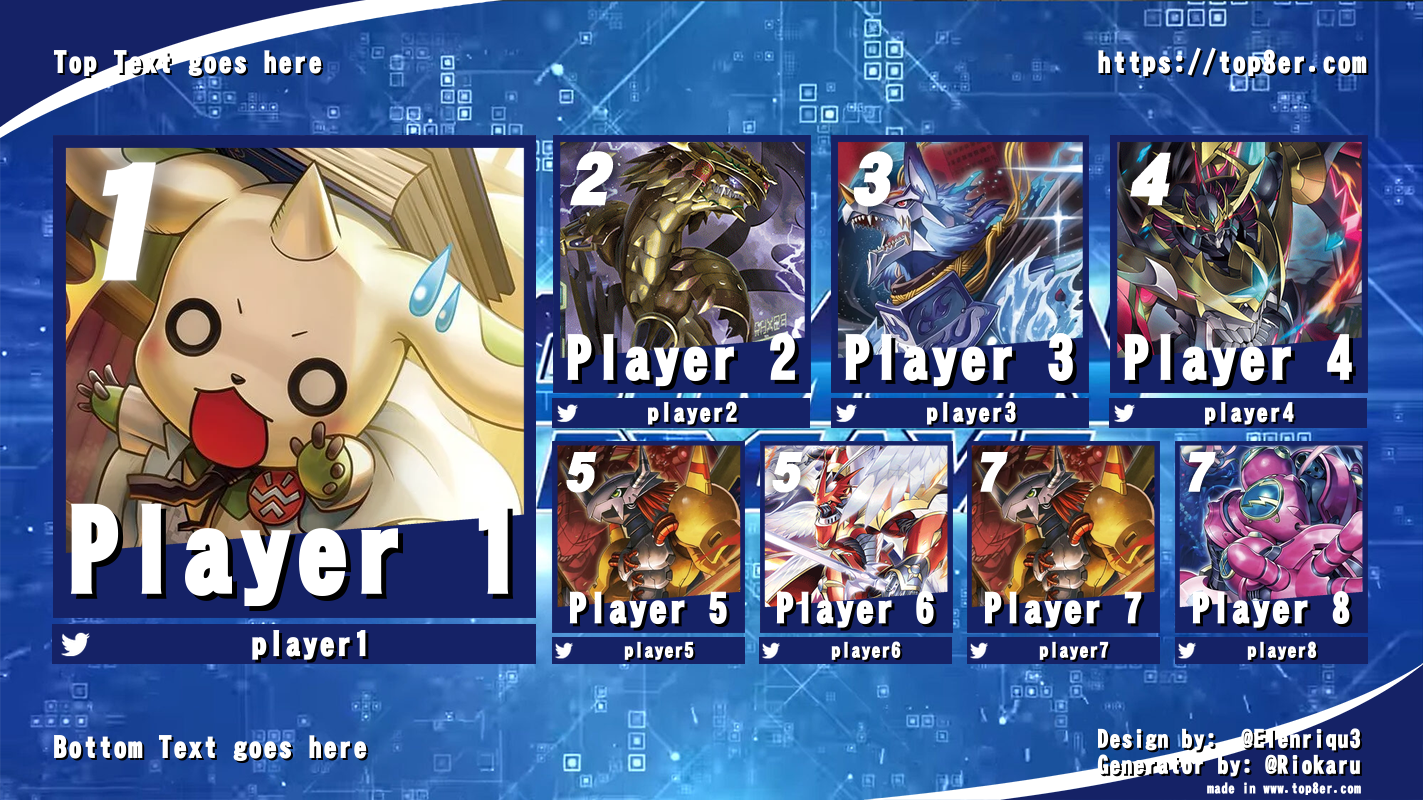 Top Text goes here
https://top8er.com
1
Player 1
player1
2
Player 2
player2
3
Player 3
player3
4
Player 4
player4
5
Player 5
player5
5
Player 6
player6
7
Player 7
player7
7
Player 8
player8
Bottom Text goes here
Design by: @Elenriqu3
Generator by: @Riokaru
made in www.top8er.com